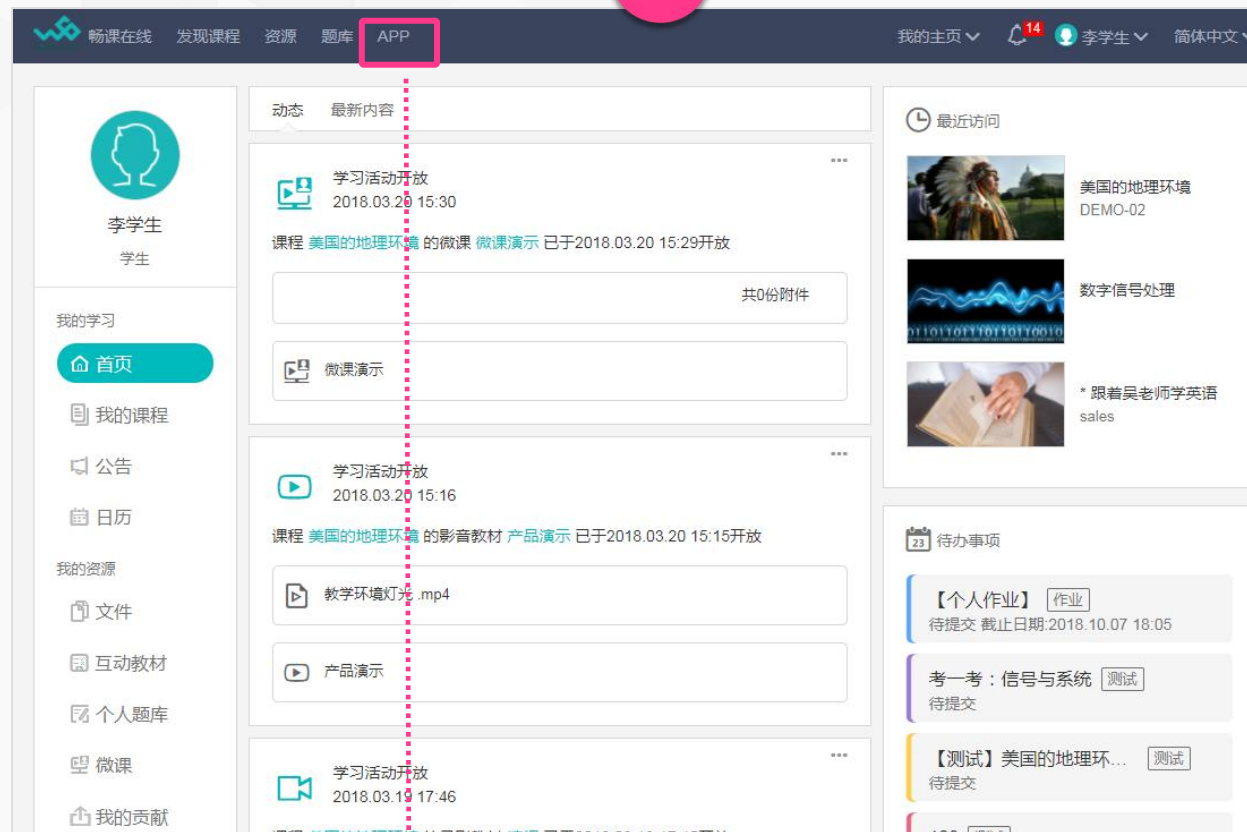 畅课在线 发现课程 资源 题库 APP 我的主页 14 李学生 简体中文
李学生
学生
我的学习
首页
我的课程
公告
日历
我的资源
文件
互动教材
个人题库
微课
我的贡献
动态 最新内容
学习活动开放
2018.03.20 15:30
课程 美国的地理环境 的微课 微课演示 已于2018.03.20 15:29开放
共0份附件
微课演示
学习活动开放
2018.03.20 15:16
课程 美国的地理环境 的影音教材 产品演示 已于2018.03.20 15:15开放
教学环境灯光 .mp4
产品演示
学习活动开放
2018.03.19 17:46
最近访问
美国的地理环境
DEMO-02
数字信号处理
* 跟着吴老师学英语
sales
23 待办事项
【个人作业】 作业
待提交 截止日期:2018.10.07 18:05
考一考：信号与系统 测试
待提交
【测试】美国的地理环... 测试
待提交